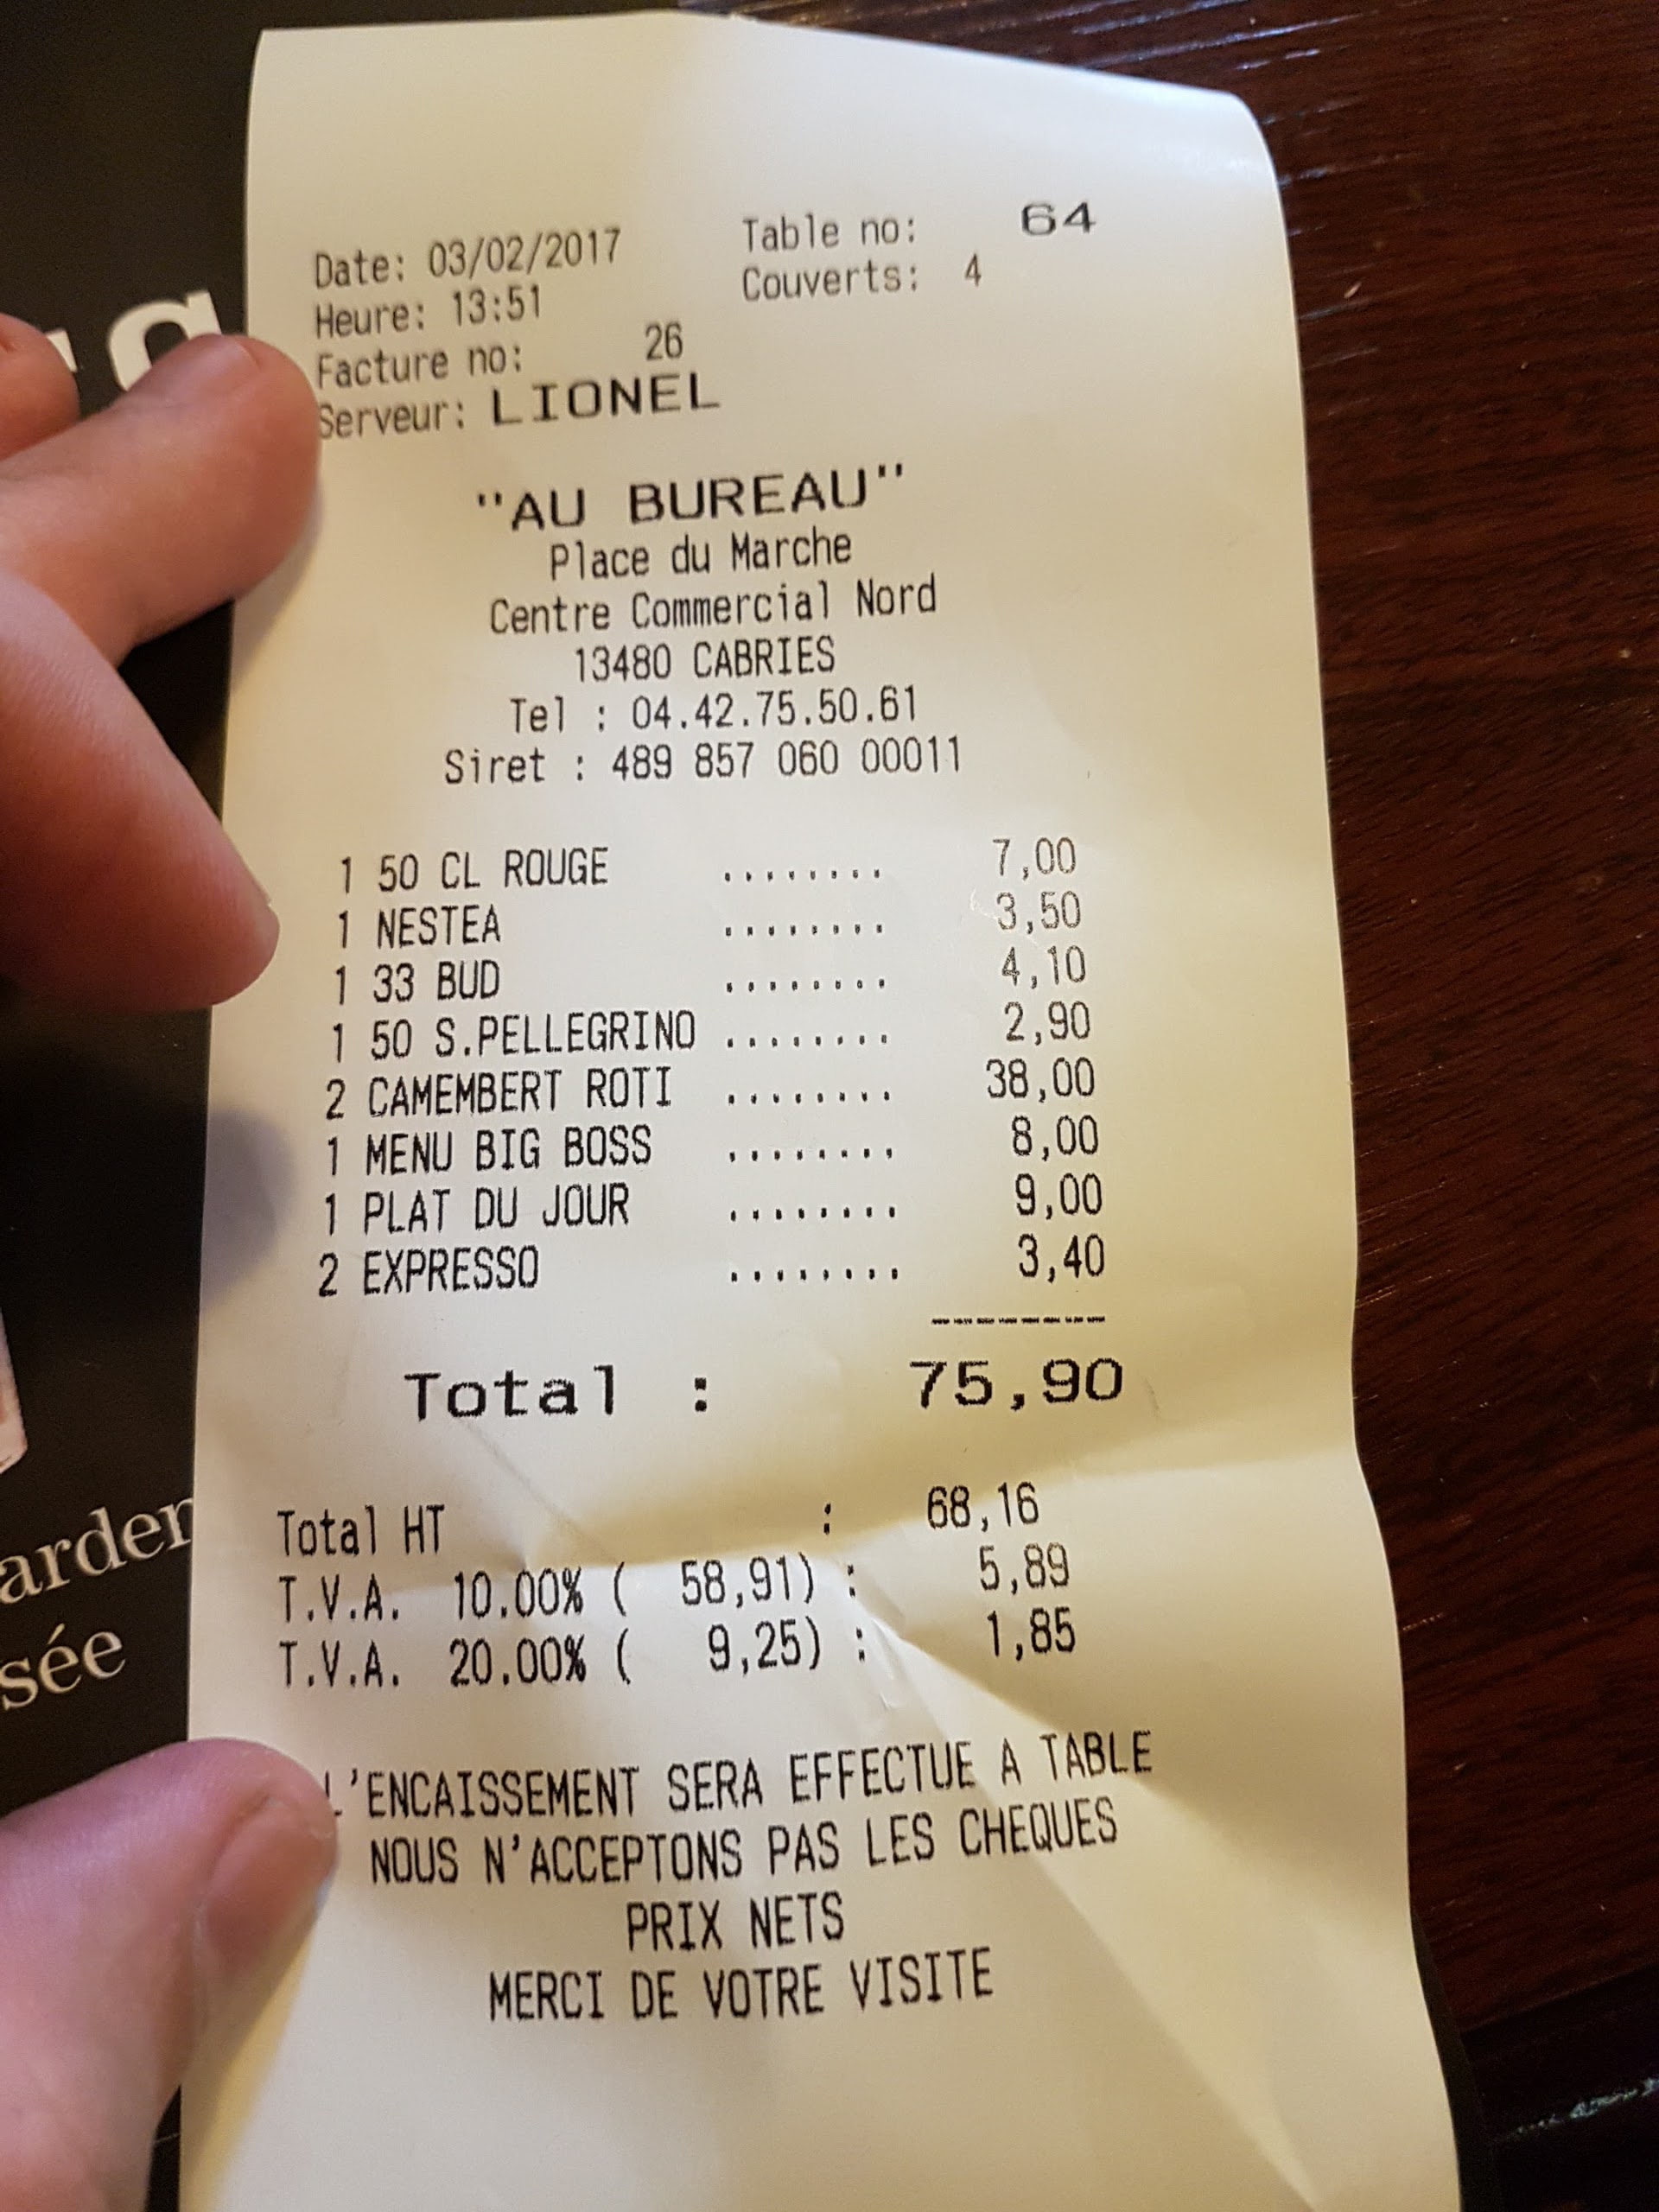 Date: 03/02/2017 Table no: 64
Heure: 13:51 Couverts: 4
Facture no: 26
Serveur: LIONEL
"AU BUREAU"
Place du Marche
Centre Commercial Nord
13480 CABRIES
Tel : 04.42.75.50.61
Siret : 489 857 060 00011
1 50 CL ROUGE ........ 7,00
1 NESTEA ........ 3,50
1 33 BUD ........ 4,10
1 50 S.PELLEGRINO ........ 2,90
2 CAMEMBERT ROTI ........ 38,00
1 MENU BIG BOSS ........ 8,00
1 PLAT DU JOUR ........ 9,00
2 EXPRESSO ........ 3,40
---------
Total : 75,90
Total HT : 68,16
T.V.A. 10.00% ( 58,91) : 5,89
T.V.A. 20.00% ( 9,25) : 1,85
L'ENCAISSEMENT SERA EFFECTUE A TABLE
NOUS N'ACCEPTONS PAS LES CHEQUES
PRIX NETS
MERCI DE VOTRE VISITE
arden
sée